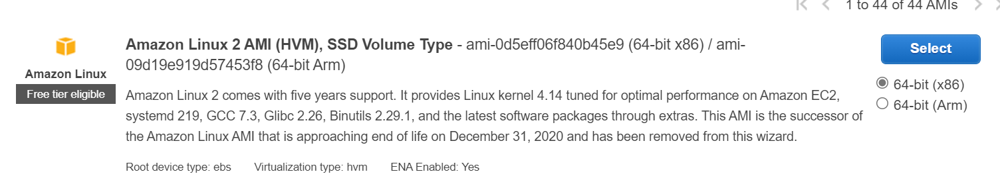 1 to 44 of 44 AMIs
Amazon Linux
Free tier eligible
Amazon Linux 2 AMI (HVM), SSD Volume Type - ami-0d5eff06f840b45e9 (64-bit x86) / ami-
09d19e919d57453f8 (64-bit Arm)
Amazon Linux 2 comes with five years support. It provides Linux kernel 4.14 tuned for optimal performance on Amazon EC2,
systemd 219, GCC 7.3, Glibc 2.26, Binutils 2.29.1, and the latest software packages through extras. This AMI is the successor of
the Amazon Linux AMI that is approaching end of life on December 31, 2020 and has been removed from this wizard.
Root device type: ebs Virtualization type: hvm ENA Enabled: Yes
Select
64-bit (x86)
64-bit (Arm)